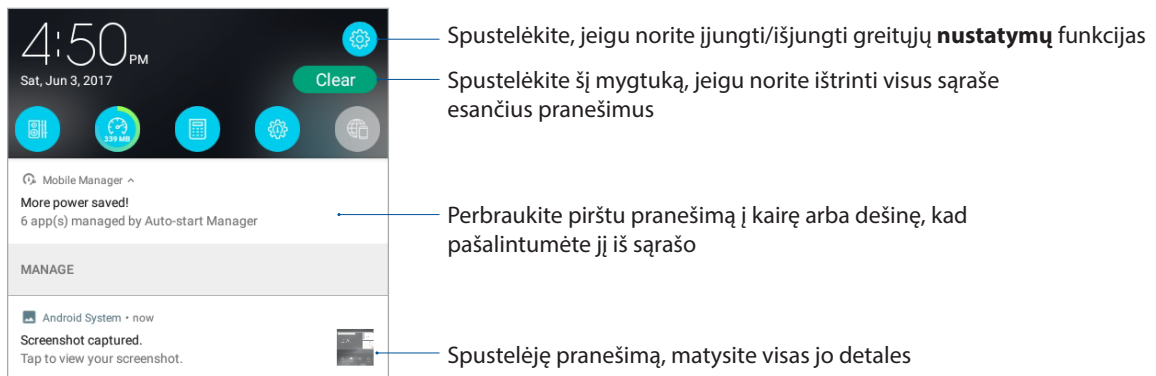 4:50 PM
Sat, Jun 3, 2017
Clear
339 MB
Mobile Manager
More power saved!
6 app(s) managed by Auto-start Manager
MANAGE
Android System • now
Screenshot captured.
Tap to view your screenshot.
Spustelėkite, jeigu norite įjungti/išjungti greitųjų nustatymų funkcijas
Spustelėkite šį mygtuką, jeigu norite ištrinti visus sąraše
esančius pranešimus
Perbraukite pirštu pranešimą į kairę arba dešinę, kad
pašalintumėte jį iš sąrašo
Spustelėję pranešimą, matysite visas jo detales